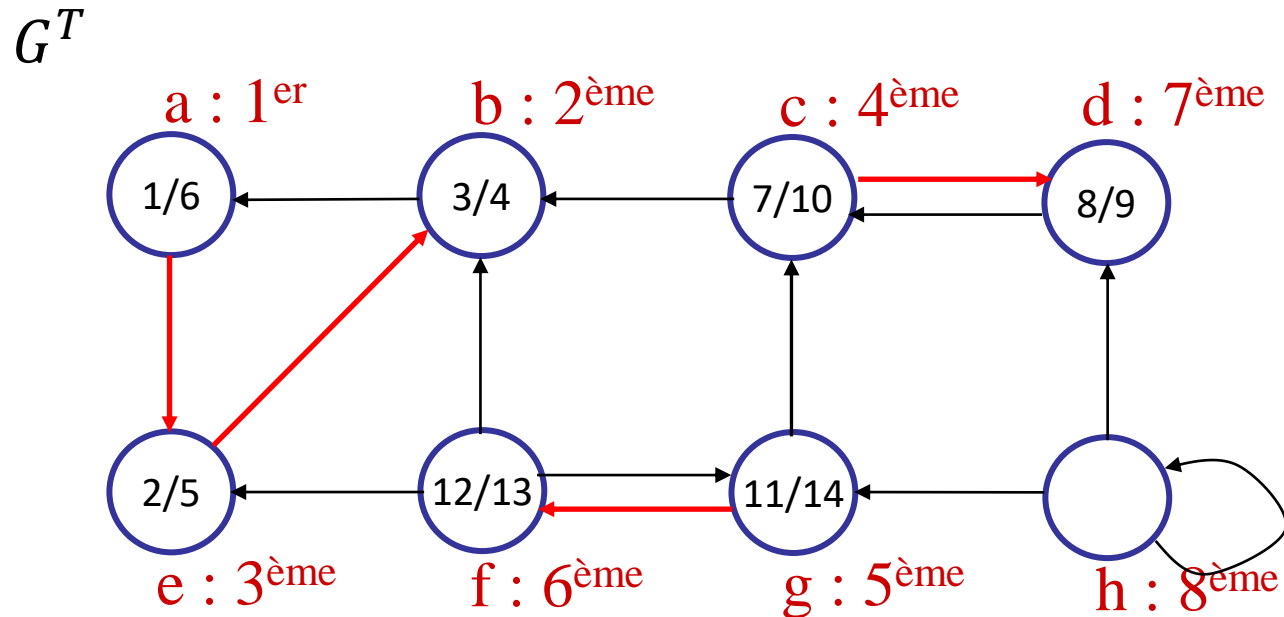 G^T
a : 1er b : 2ème c : 4ème d : 7ème
1/6 3/4 7/10 8/9
2/5 12/13 11/14
e : 3ème f : 6ème g : 5ème h : 8ème